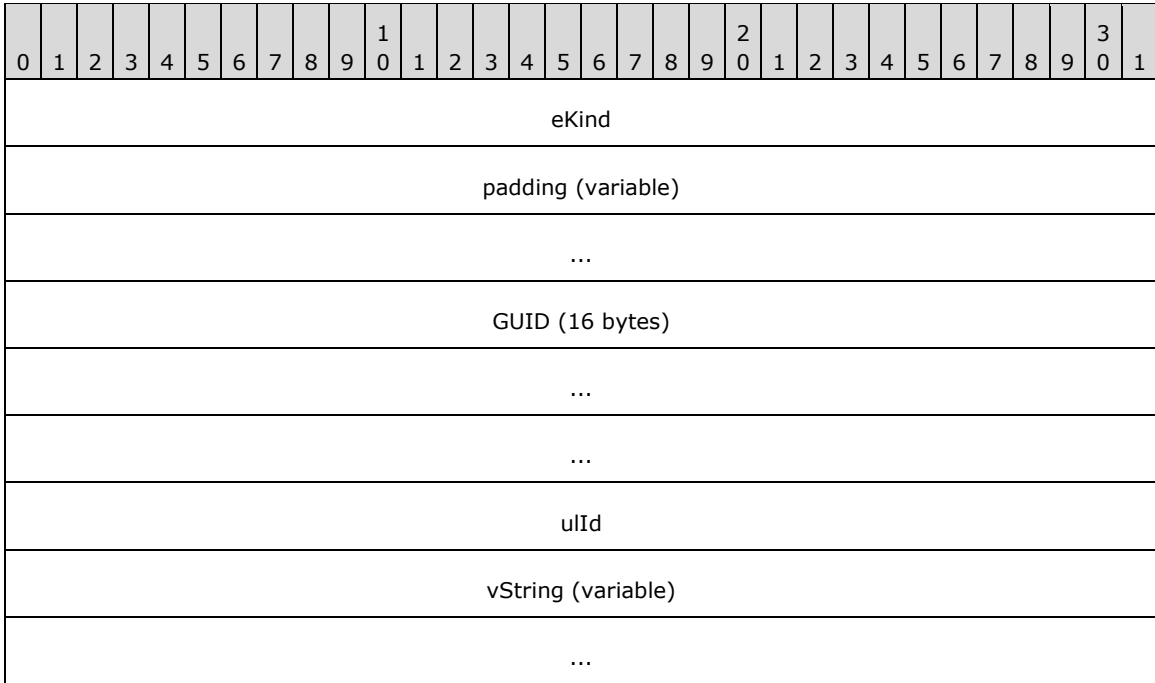 1 2 3
0 1 2 3 4 5 6 7 8 9 0 1 2 3 4 5 6 7 8 9 0 1 2 3 4 5 6 7 8 9 0 1
eKind
padding (variable)
...
GUID (16 bytes)
...
...
ulId
vString (variable)
...